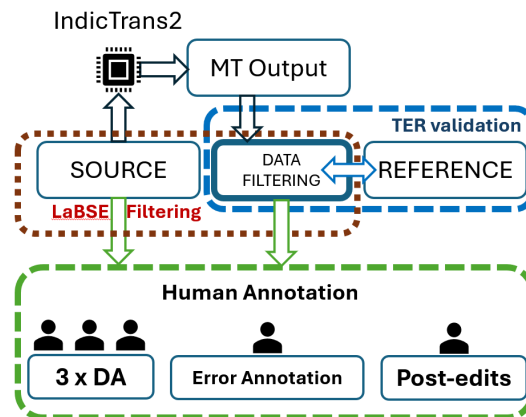 IndicTrans2
MT Output
TER validation
SOURCE
DATA
FILTERING
REFERENCE
LaBSE Filtering
Human Annotation
3 x DA
Error Annotation
Post-edits